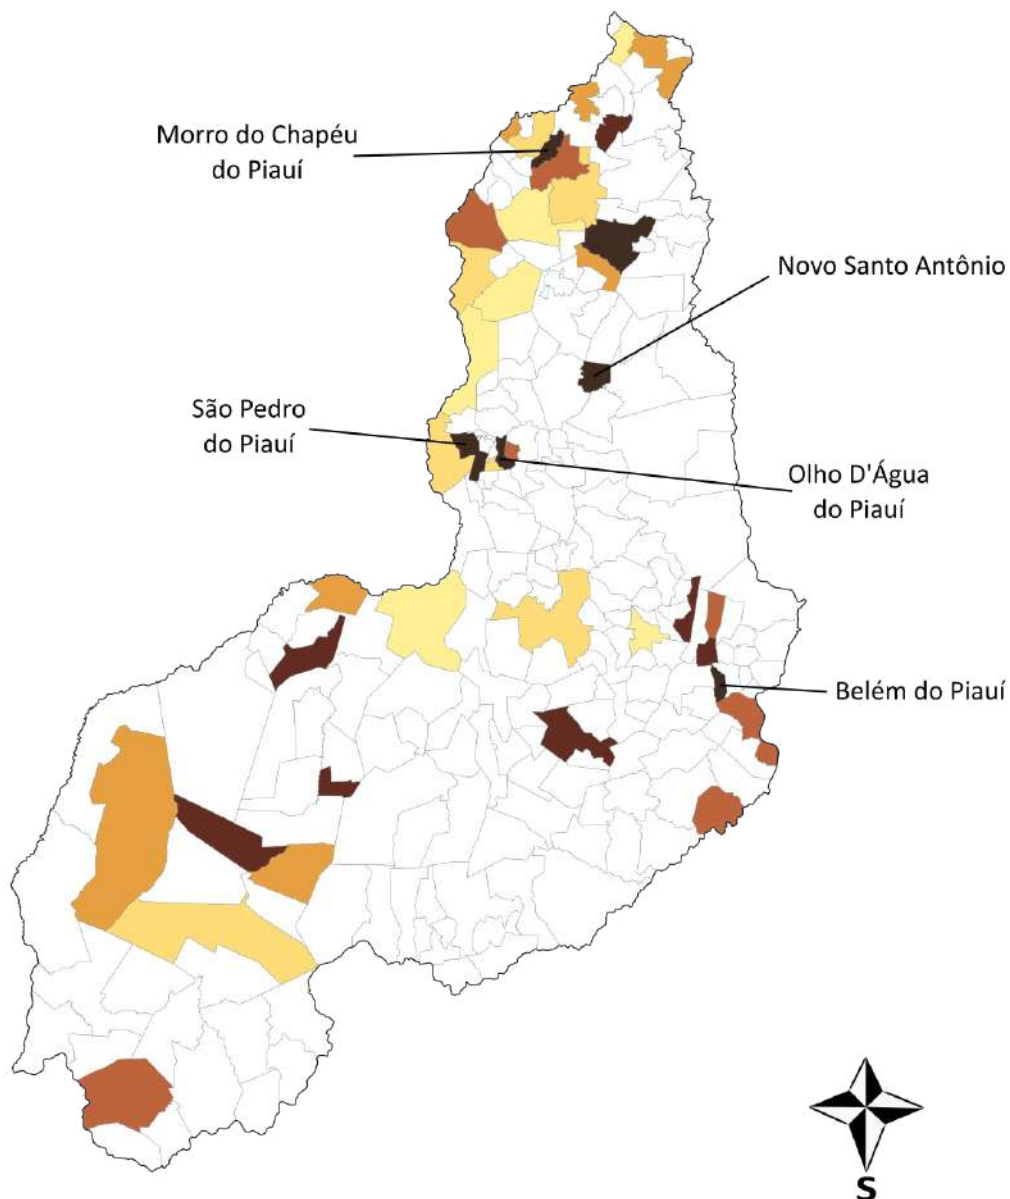 Morro do Chapéu
do Piauí
Novo Santo Antônio
São Pedro
do Piauí
Olho D'Água
do Piauí
Belém do Piauí
S